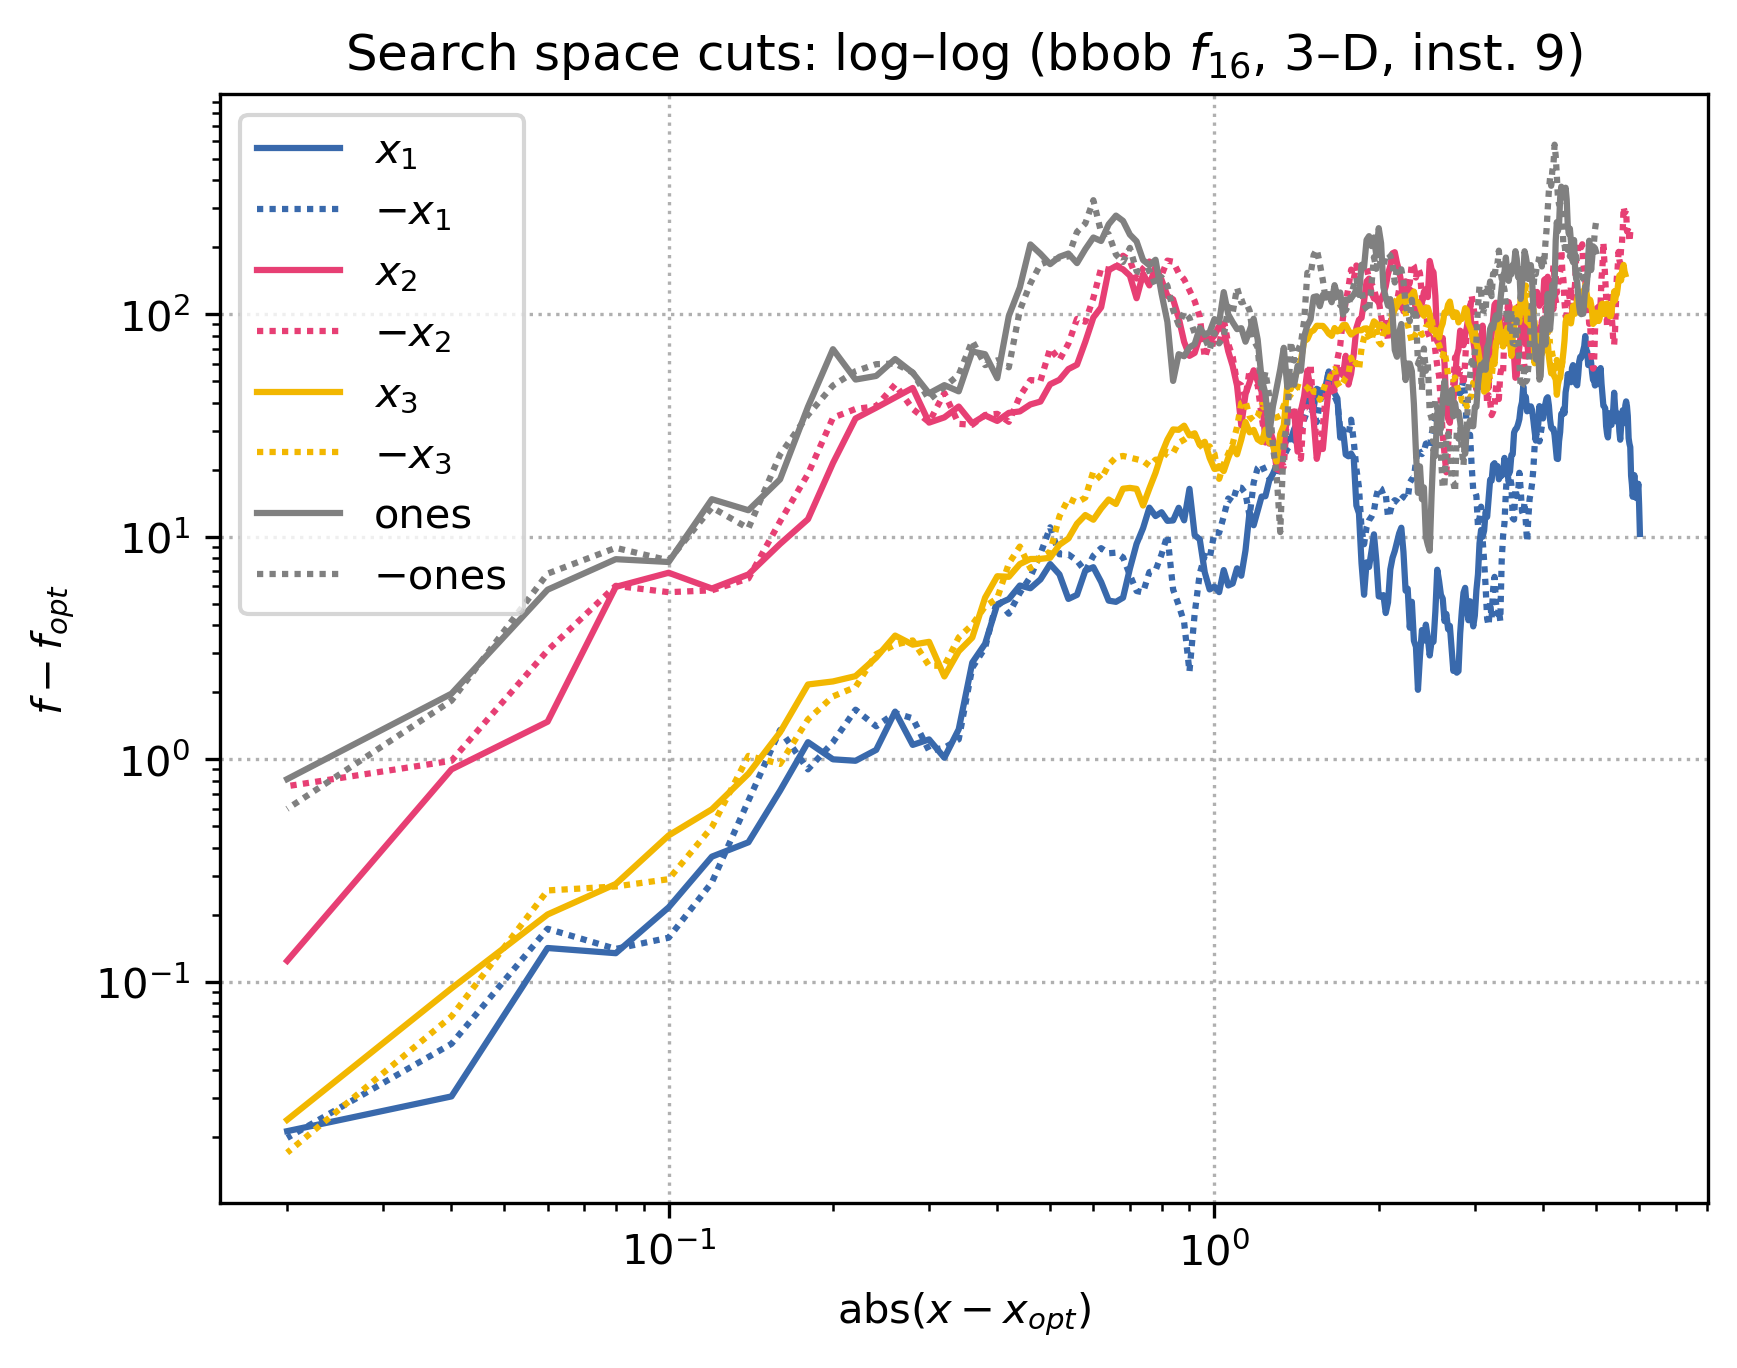 Search space cuts: log–log (bbob f16, 3–D, inst. 9)
x1
−x1
x2
−x2
x3
−x3
ones
−ones
10^2
10^1
10^0
10^−1
f − fopt
10^−1
10^0
abs(x − xopt)